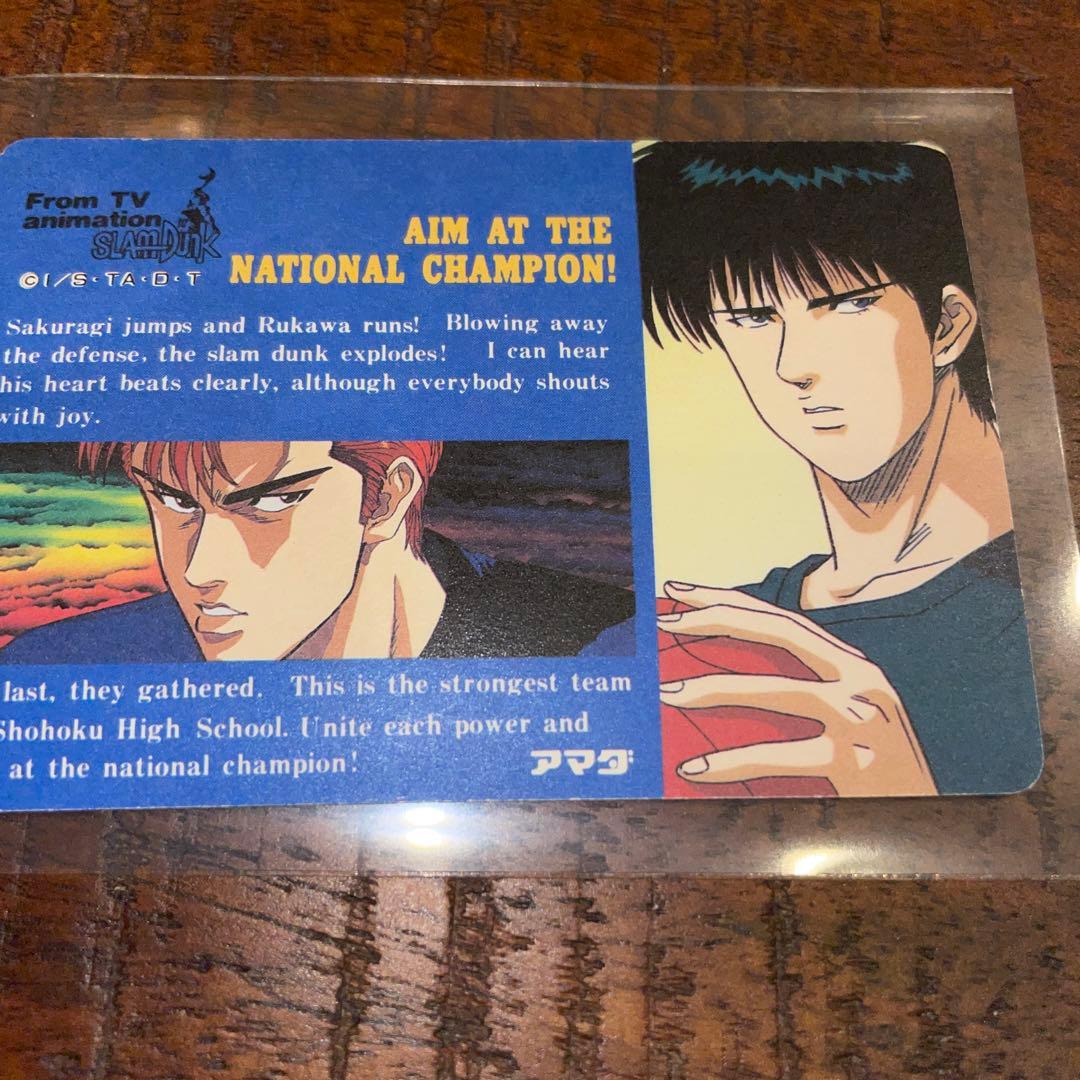 From TV
animation
SLAM DUNK
©I/S·TA·D·T
AIM AT THE
NATIONAL CHAMPION!
Sakuragi jumps and Rukawa runs! Blowing away
the defense, the slam dunk explodes! I can hear
his heart beats clearly, although everybody shouts
with joy.
last, they gathered. This is the strongest team
Shohoku High School. Unite each power and
at the national champion!
アマダ